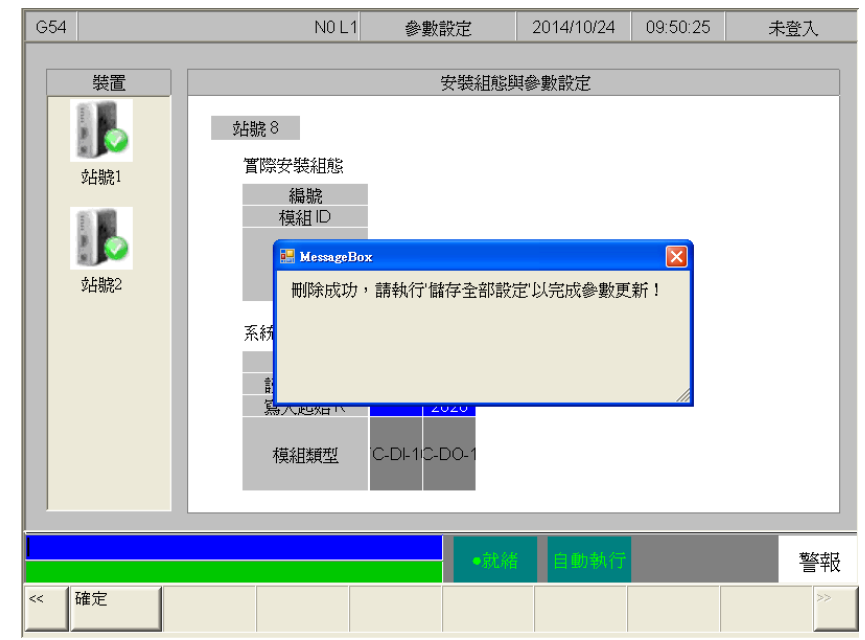 G54 N0 L1 參數設定 2014/10/24 09:50:25 未登入
裝置
安裝組態與參數設定
站號1
站號2
站號 8
實際安裝組態
編號
模組 ID
MessageBox
刪除成功，請執行'儲存全部設定'以完成參數更新！
系統
寫入起始 R 2020
模組類型 C-DI-1 C-DO-1
●就緒 自動執行 警報
<< 確定 >>